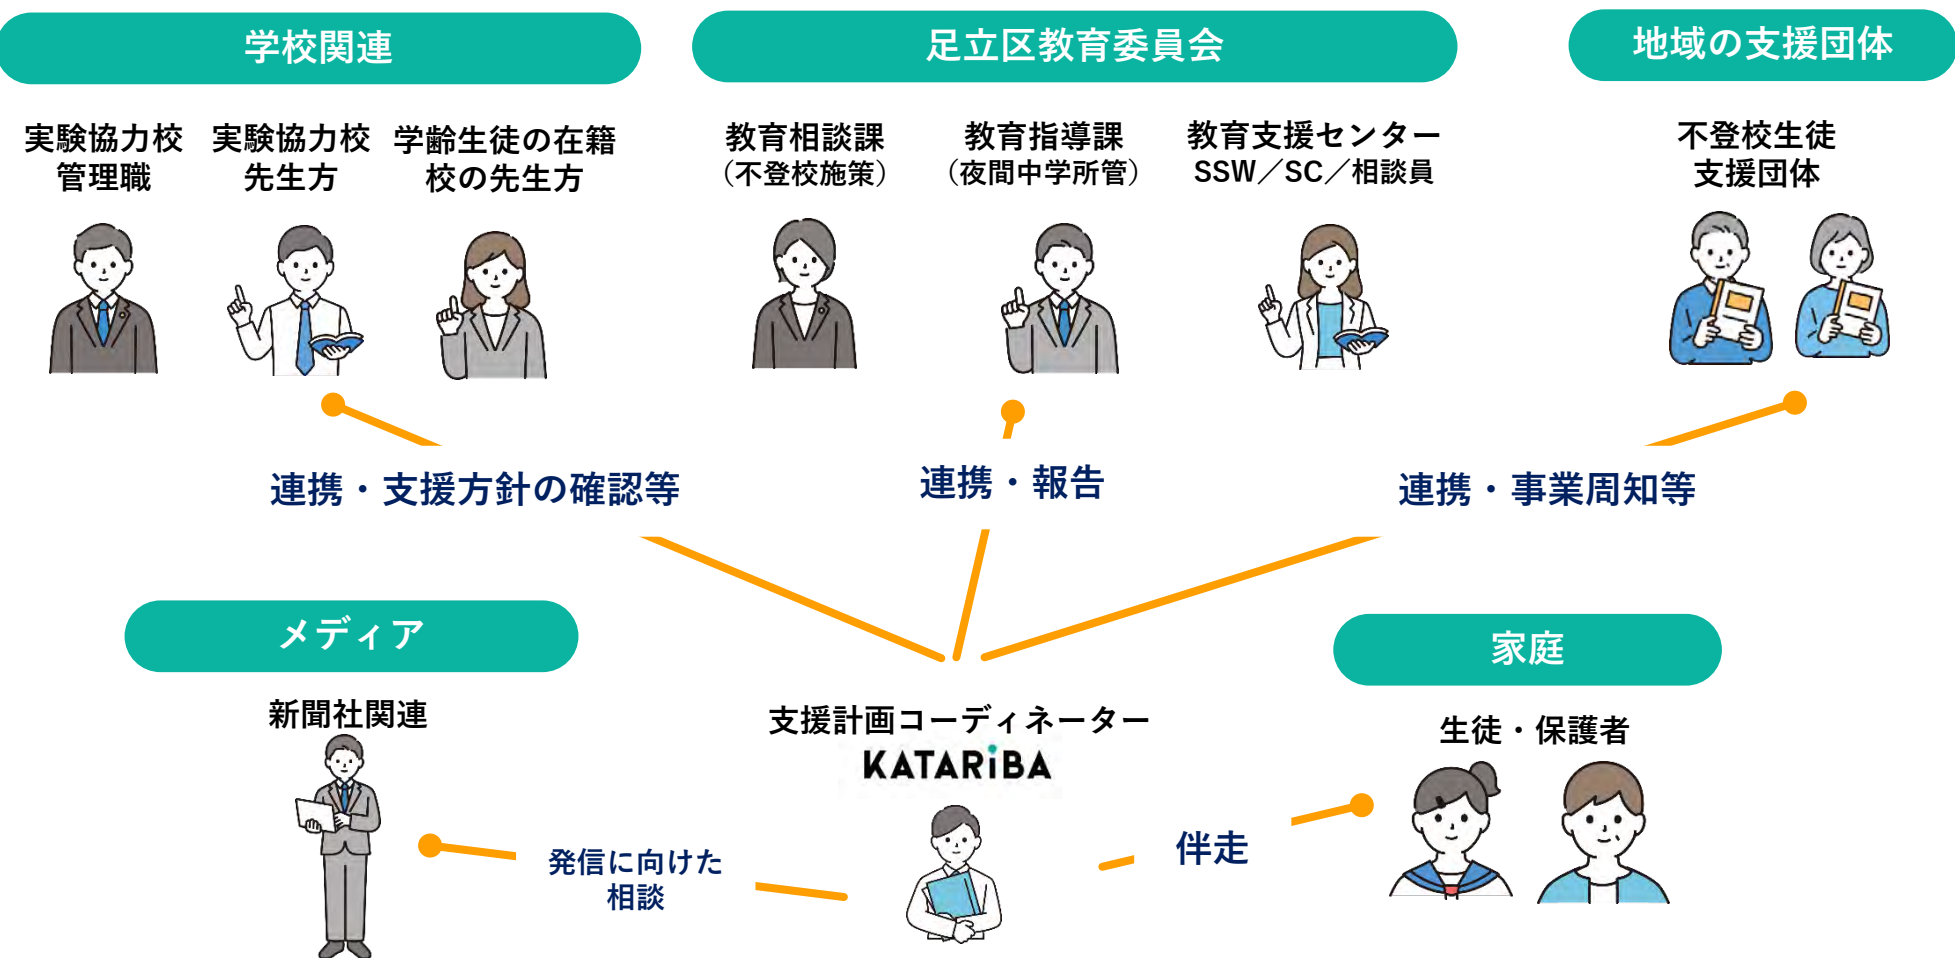 学校関連
足立区教育委員会
地域の支援団体
実験協力校
管理職
実験協力校
先生方
学齢生徒の在籍
校の先生方
教育相談課
（不登校施策）
教育指導課
（夜間中学所管）
教育支援センター
SSW／SC／相談員
不登校生徒
支援団体
連携・支援方針の確認等
連携・報告
連携・事業周知等
メディア
家庭
新聞社関連
支援計画コーディネーター
KATARiBA
生徒・保護者
発信に向けた
相談
伴走